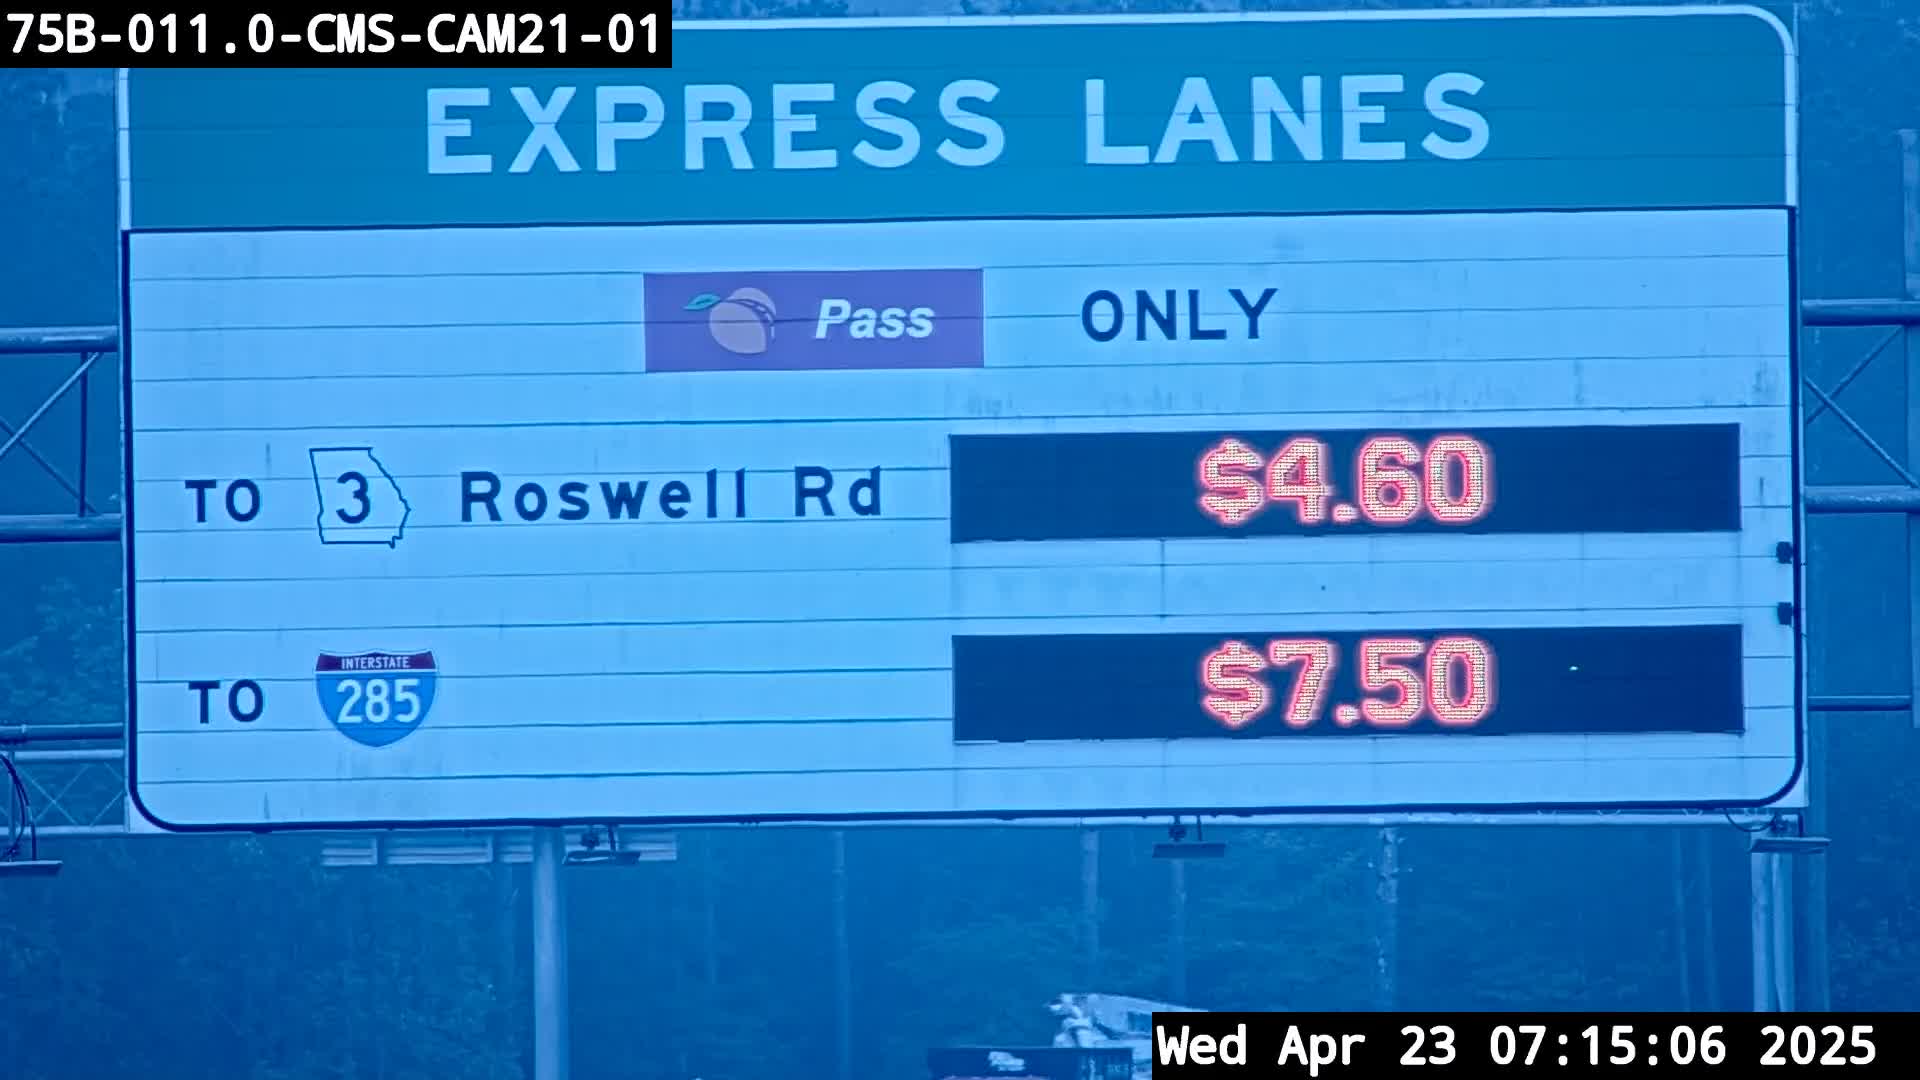 75B-011.0-CMS-CAM21-01
EXPRESS LANES
Pass ONLY
TO 3 Roswell Rd $4.60
TO INTERSTATE 285 $7.50
Wed Apr 23 07:15:06 2025